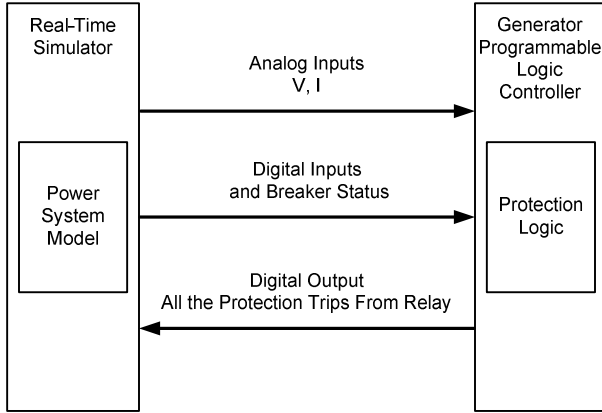 Real-Time
Simulator
Power
System
Model
Analog Inputs
V, I
Digital Inputs
and Breaker Status
Digital Output
All the Protection Trips From Relay
Generator
Programmable
Logic
Controller
Protection
Logic